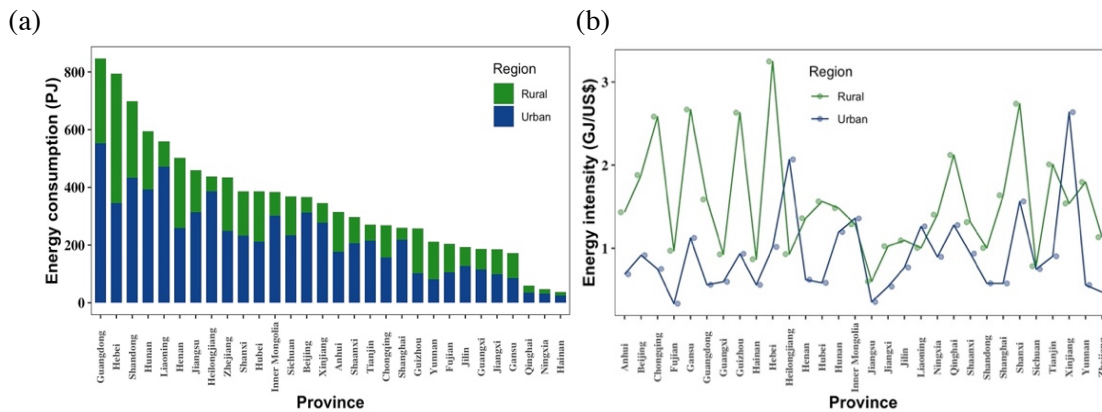 (a)
Energy consumption (PJ)
800
600
400
200
0
Region
Rural
Urban
Guangdong
Hebei
Shandong
Hunan
Liaoning
Henan
Jiangsu
Heilongjiang
Zhejiang
Shanxi
Hubei
Inner Mongolia
Sichuan
Beijing
Xinjiang
Anhui
Shaanxi
Tianjin
Chongqing
Shanghai
Guizhou
Yunnan
Fujian
Jilin
Guangxi
Jiangxi
Gansu
Qinghai
Ningxia
Hainan
Province
(b)
Energy intensity (GJ/US$)
3
2
1
Region
Rural
Urban
Anhui
Beijing
Chongqing
Fujian
Gansu
Guangdong
Guangxi
Guizhou
Hainan
Hebei
Heilongjiang
Henan
Hubei
Hunan
Inner Mongolia
Jiangsu
Jiangxi
Jilin
Liaoning
Ningxia
Qinghai
Shaanxi
Shandong
Shanghai
Shanxi
Sichuan
Tianjin
Xinjiang
Yunnan
Province